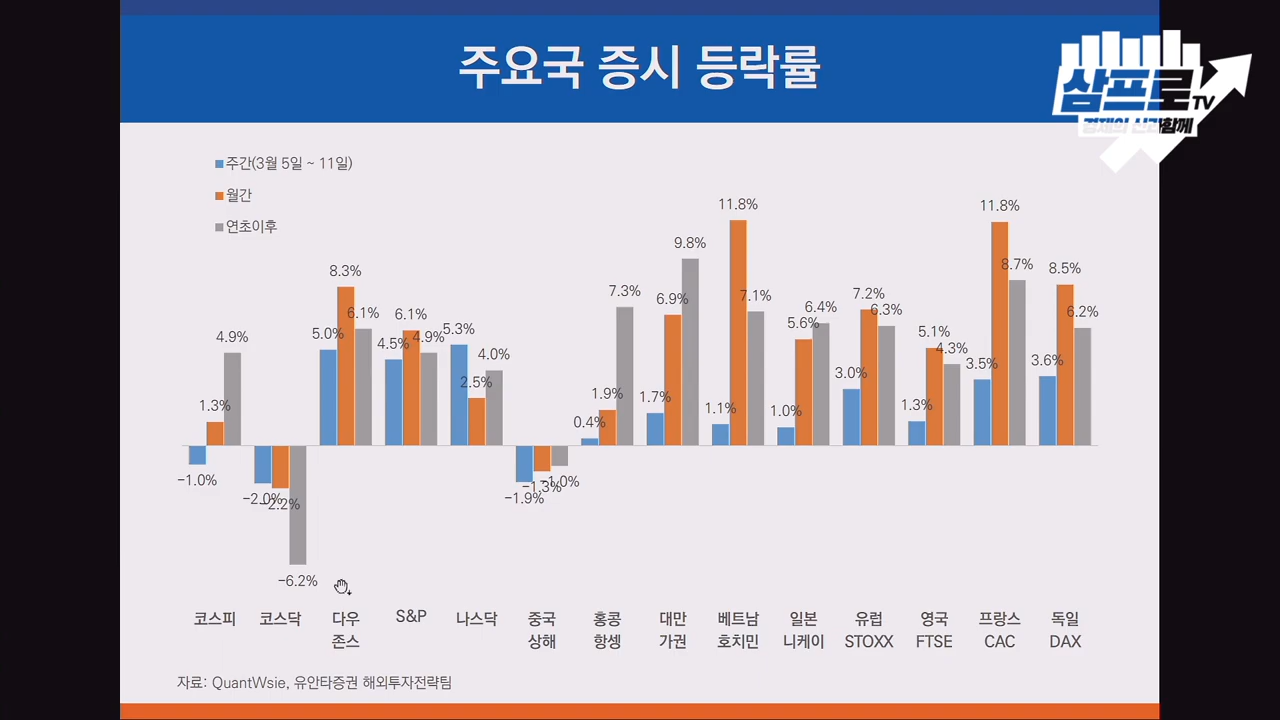 주요국 증시 등락률
삼프로TV
경제의 신과함께
주간(3월 5일 ~ 11일)
월간
연초이후
-1.0% 1.3% 4.9%
-2.0% -2.2% -6.2%
5.0% 8.3% 6.1%
4.5% 6.1% 4.9%
5.3% 2.5% 4.0%
-1.9% -1.3% -1.0%
0.4% 1.9% 7.3%
1.7% 6.9% 9.8%
1.1% 11.8% 7.1%
1.0% 5.6% 6.4%
3.0% 7.2% 6.3%
1.3% 5.1% 4.3%
3.5% 11.8% 8.7%
3.6% 8.5% 6.2%
코스피 코스닥 다우 S&P 나스닥 중국 홍콩 대만 베트남 일본 유럽 영국 프랑스 독일
존스 상해 항셍 가권 호치민 니케이 STOXX FTSE CAC DAX
자료: QuantWsie, 유안타증권 해외투자전략팀